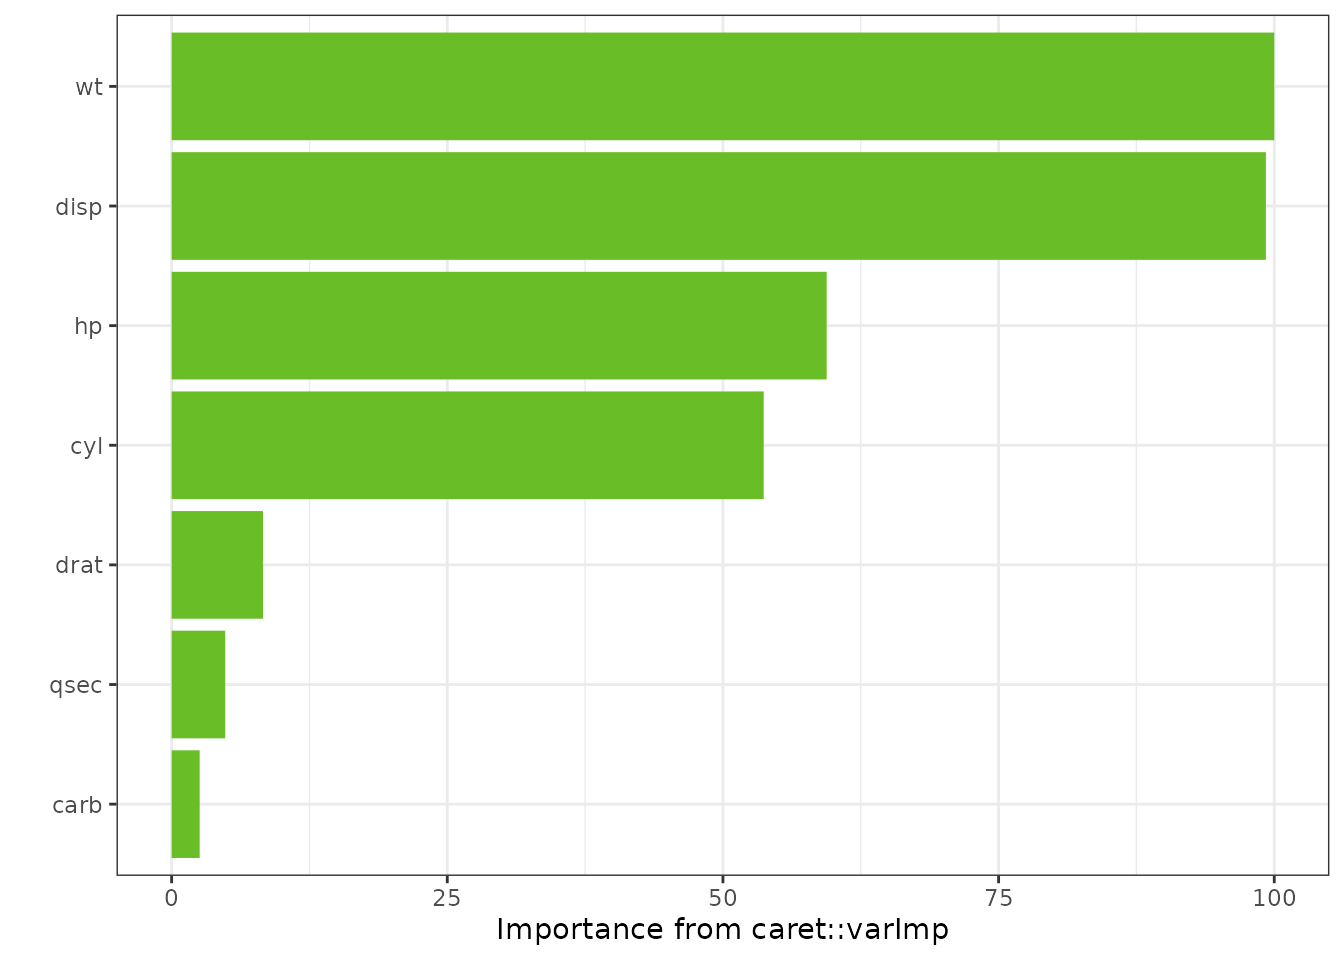 wt
disp
hp
cyl
drat
qsec
carb
0 25 50 75 100
Importance from caret::varImp